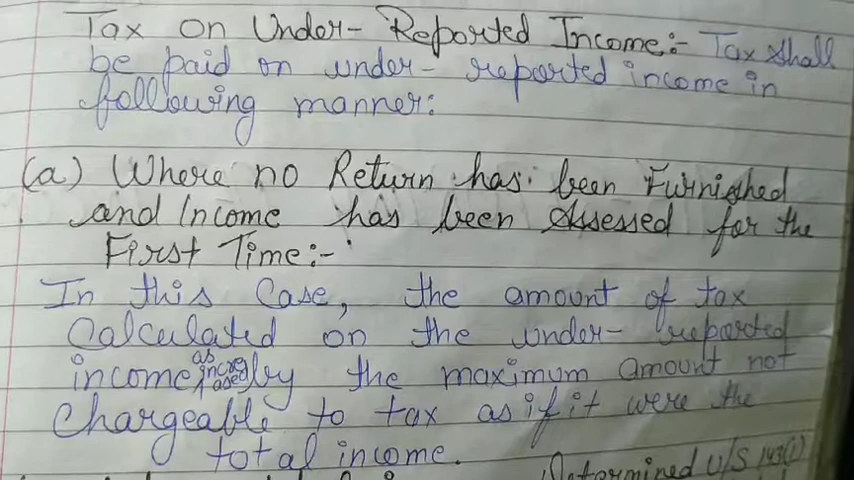 Tax on Under-Reported Income:- Tax shall
be paid on under-reported income in
following manner:
(a) Where no Return has been Furnished
and Income has been Assessed for the
First Time:-
In this Case, the amount of tax
Calculated on the under-reported
income, as increased by the maximum amount not
Chargeable to tax as if it were the
total income.
Determined U/S 143(1)